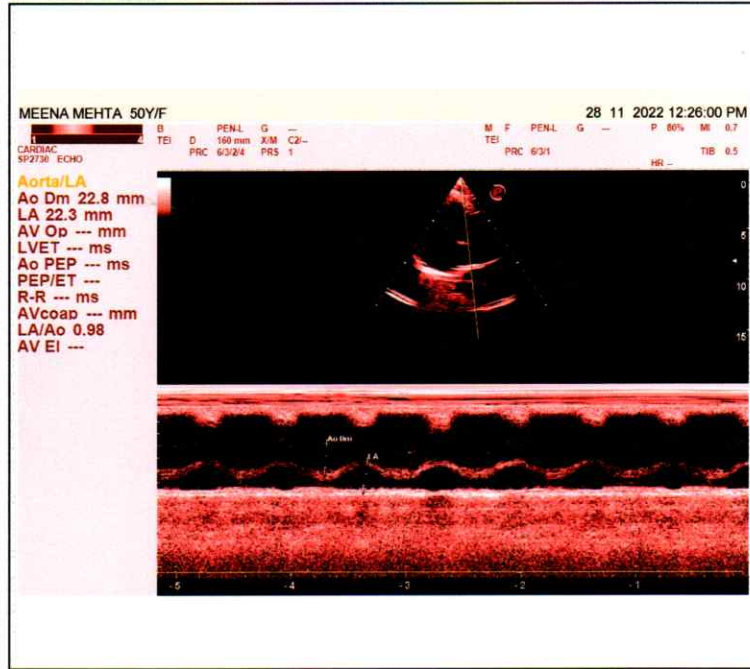 MEENA MEHTA 50Y/F 28 11 2022 12:26:00 PM
1 4 B PEN-L G --- M F PEN-L G --- P 80% MI 0.7
TEI D 160 mm X/M C2/-- TEI
CARDIAC PRC 6/3/2/4 PRS 1 PRC 6/3/1 TIB 0.5
SP2730 ECHO HR --
Aorta/LA
Ao Dm 22.8 mm
LA 22.3 mm
AV Op --- mm
LVET --- ms
Ao PEP --- ms
PEP/ET ---
R-R --- ms
AVcoap --- mm
LA/Ao 0.98
AV EI ---
0
5
10
15
Ao Dm
LA
-5 -4 -3 -2 -1